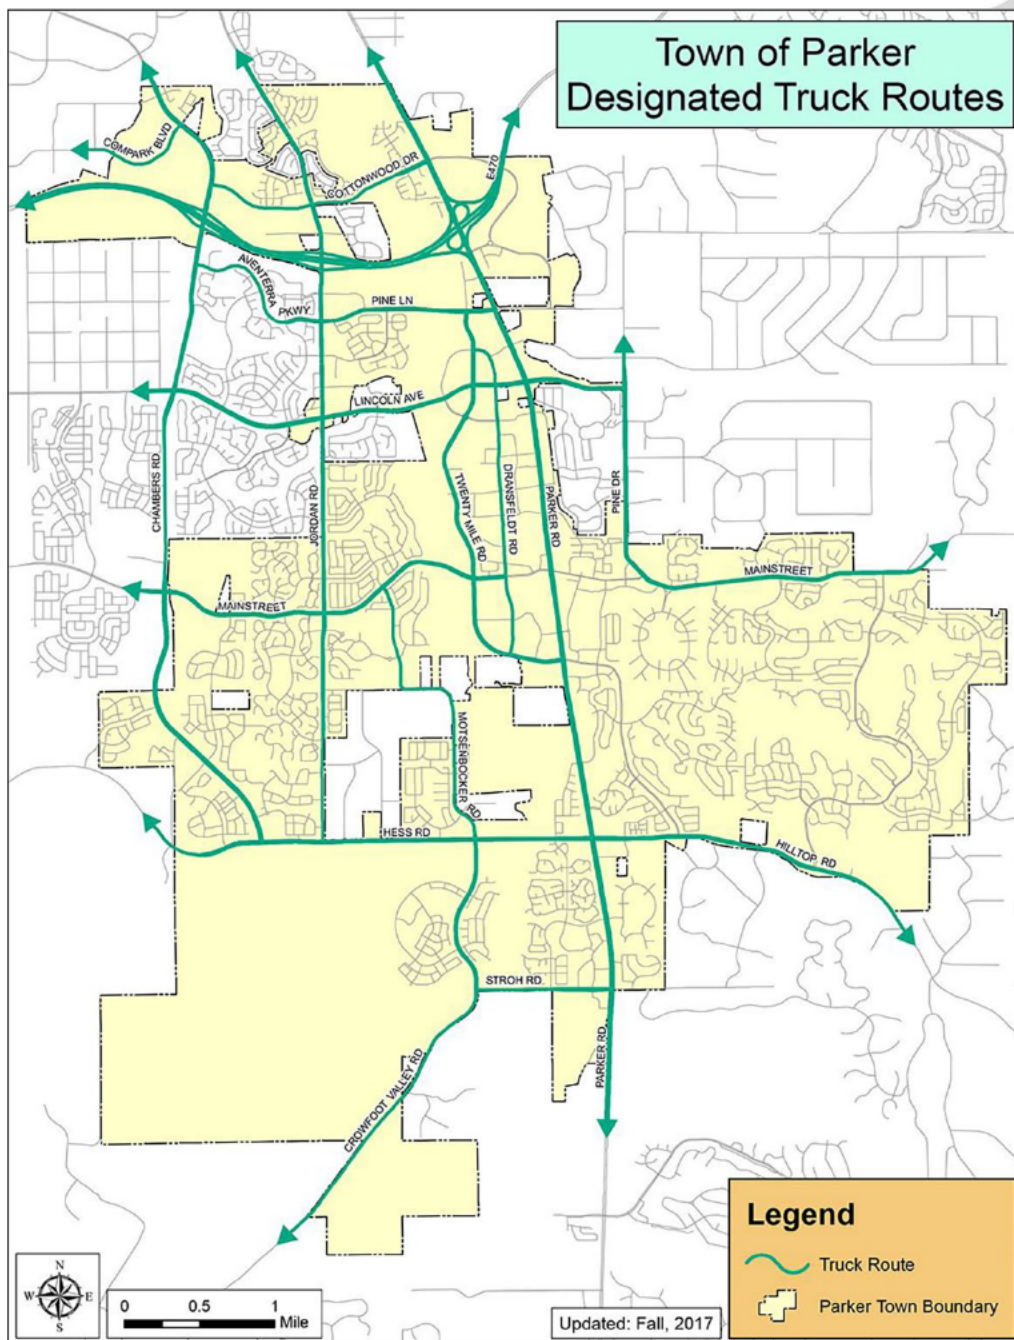 Town of Parker
Designated Truck Routes
COMPARK BLVD
COTTONWOOD DR
E470
AVENTERRA
PKWY
PINE LN
LINCOLN AVE
CHAMBERS RD
JORDAN RD
TWENTY MILE RD
DRANSFELDT RD
PARKER RD
PINE DR
MAINSTREET
MAINSTREET
MOTSENBOCKER RD
HESS RD
HILLTOP RD
STROH RD
PARKER RD
CROWFOOT VALLEY RD
Legend
Truck Route
Parker Town Boundary
N
W E
S
0 0.5 1
Mile
Updated: Fall, 2017